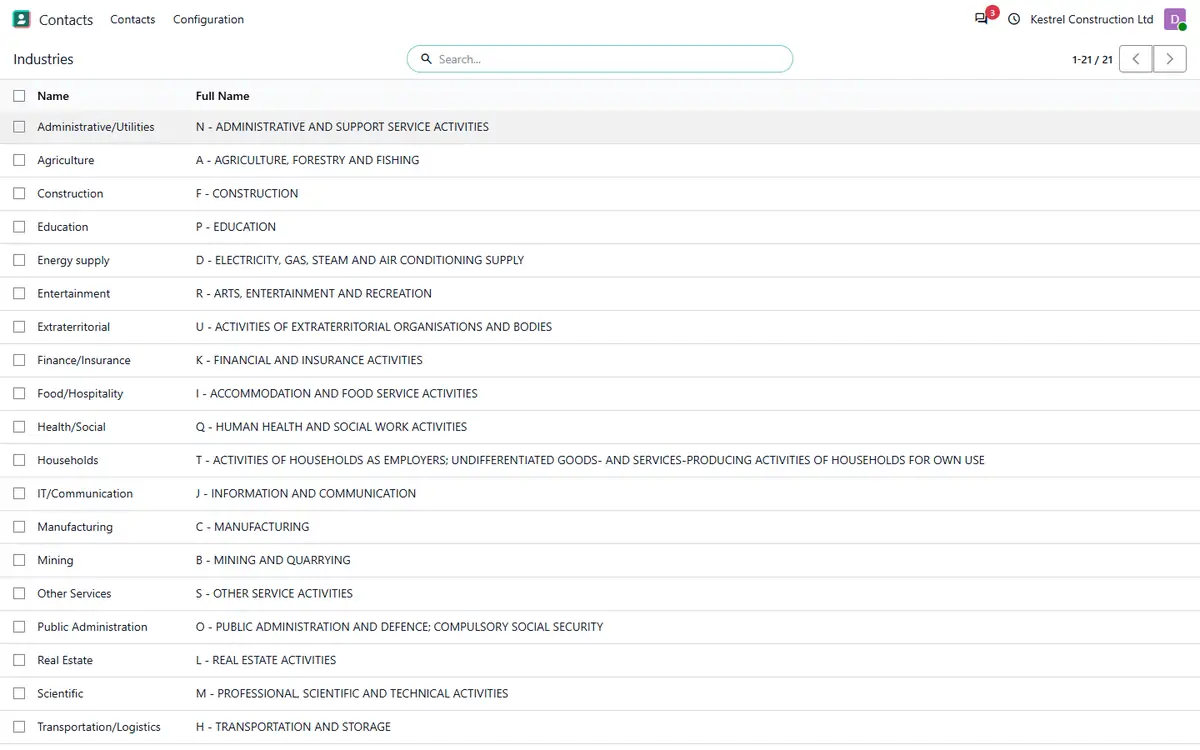 Contacts Contacts Configuration 3 Kestrel Construction Ltd D
Industries Search... 1-21 / 21
Name Full Name
Administrative/Utilities N - ADMINISTRATIVE AND SUPPORT SERVICE ACTIVITIES
Agriculture A - AGRICULTURE, FORESTRY AND FISHING
Construction F - CONSTRUCTION
Education P - EDUCATION
Energy supply D - ELECTRICITY, GAS, STEAM AND AIR CONDITIONING SUPPLY
Entertainment R - ARTS, ENTERTAINMENT AND RECREATION
Extraterritorial U - ACTIVITIES OF EXTRATERRITORIAL ORGANISATIONS AND BODIES
Finance/Insurance K - FINANCIAL AND INSURANCE ACTIVITIES
Food/Hospitality I - ACCOMMODATION AND FOOD SERVICE ACTIVITIES
Health/Social Q - HUMAN HEALTH AND SOCIAL WORK ACTIVITIES
Households T - ACTIVITIES OF HOUSEHOLDS AS EMPLOYERS; UNDIFFERENTIATED GOODS- AND SERVICES-PRODUCING ACTIVITIES OF HOUSEHOLDS FOR OWN USE
IT/Communication J - INFORMATION AND COMMUNICATION
Manufacturing C - MANUFACTURING
Mining B - MINING AND QUARRYING
Other Services S - OTHER SERVICE ACTIVITIES
Public Administration O - PUBLIC ADMINISTRATION AND DEFENCE; COMPULSORY SOCIAL SECURITY
Real Estate L - REAL ESTATE ACTIVITIES
Scientific M - PROFESSIONAL, SCIENTIFIC AND TECHNICAL ACTIVITIES
Transportation/Logistics H - TRANSPORTATION AND STORAGE